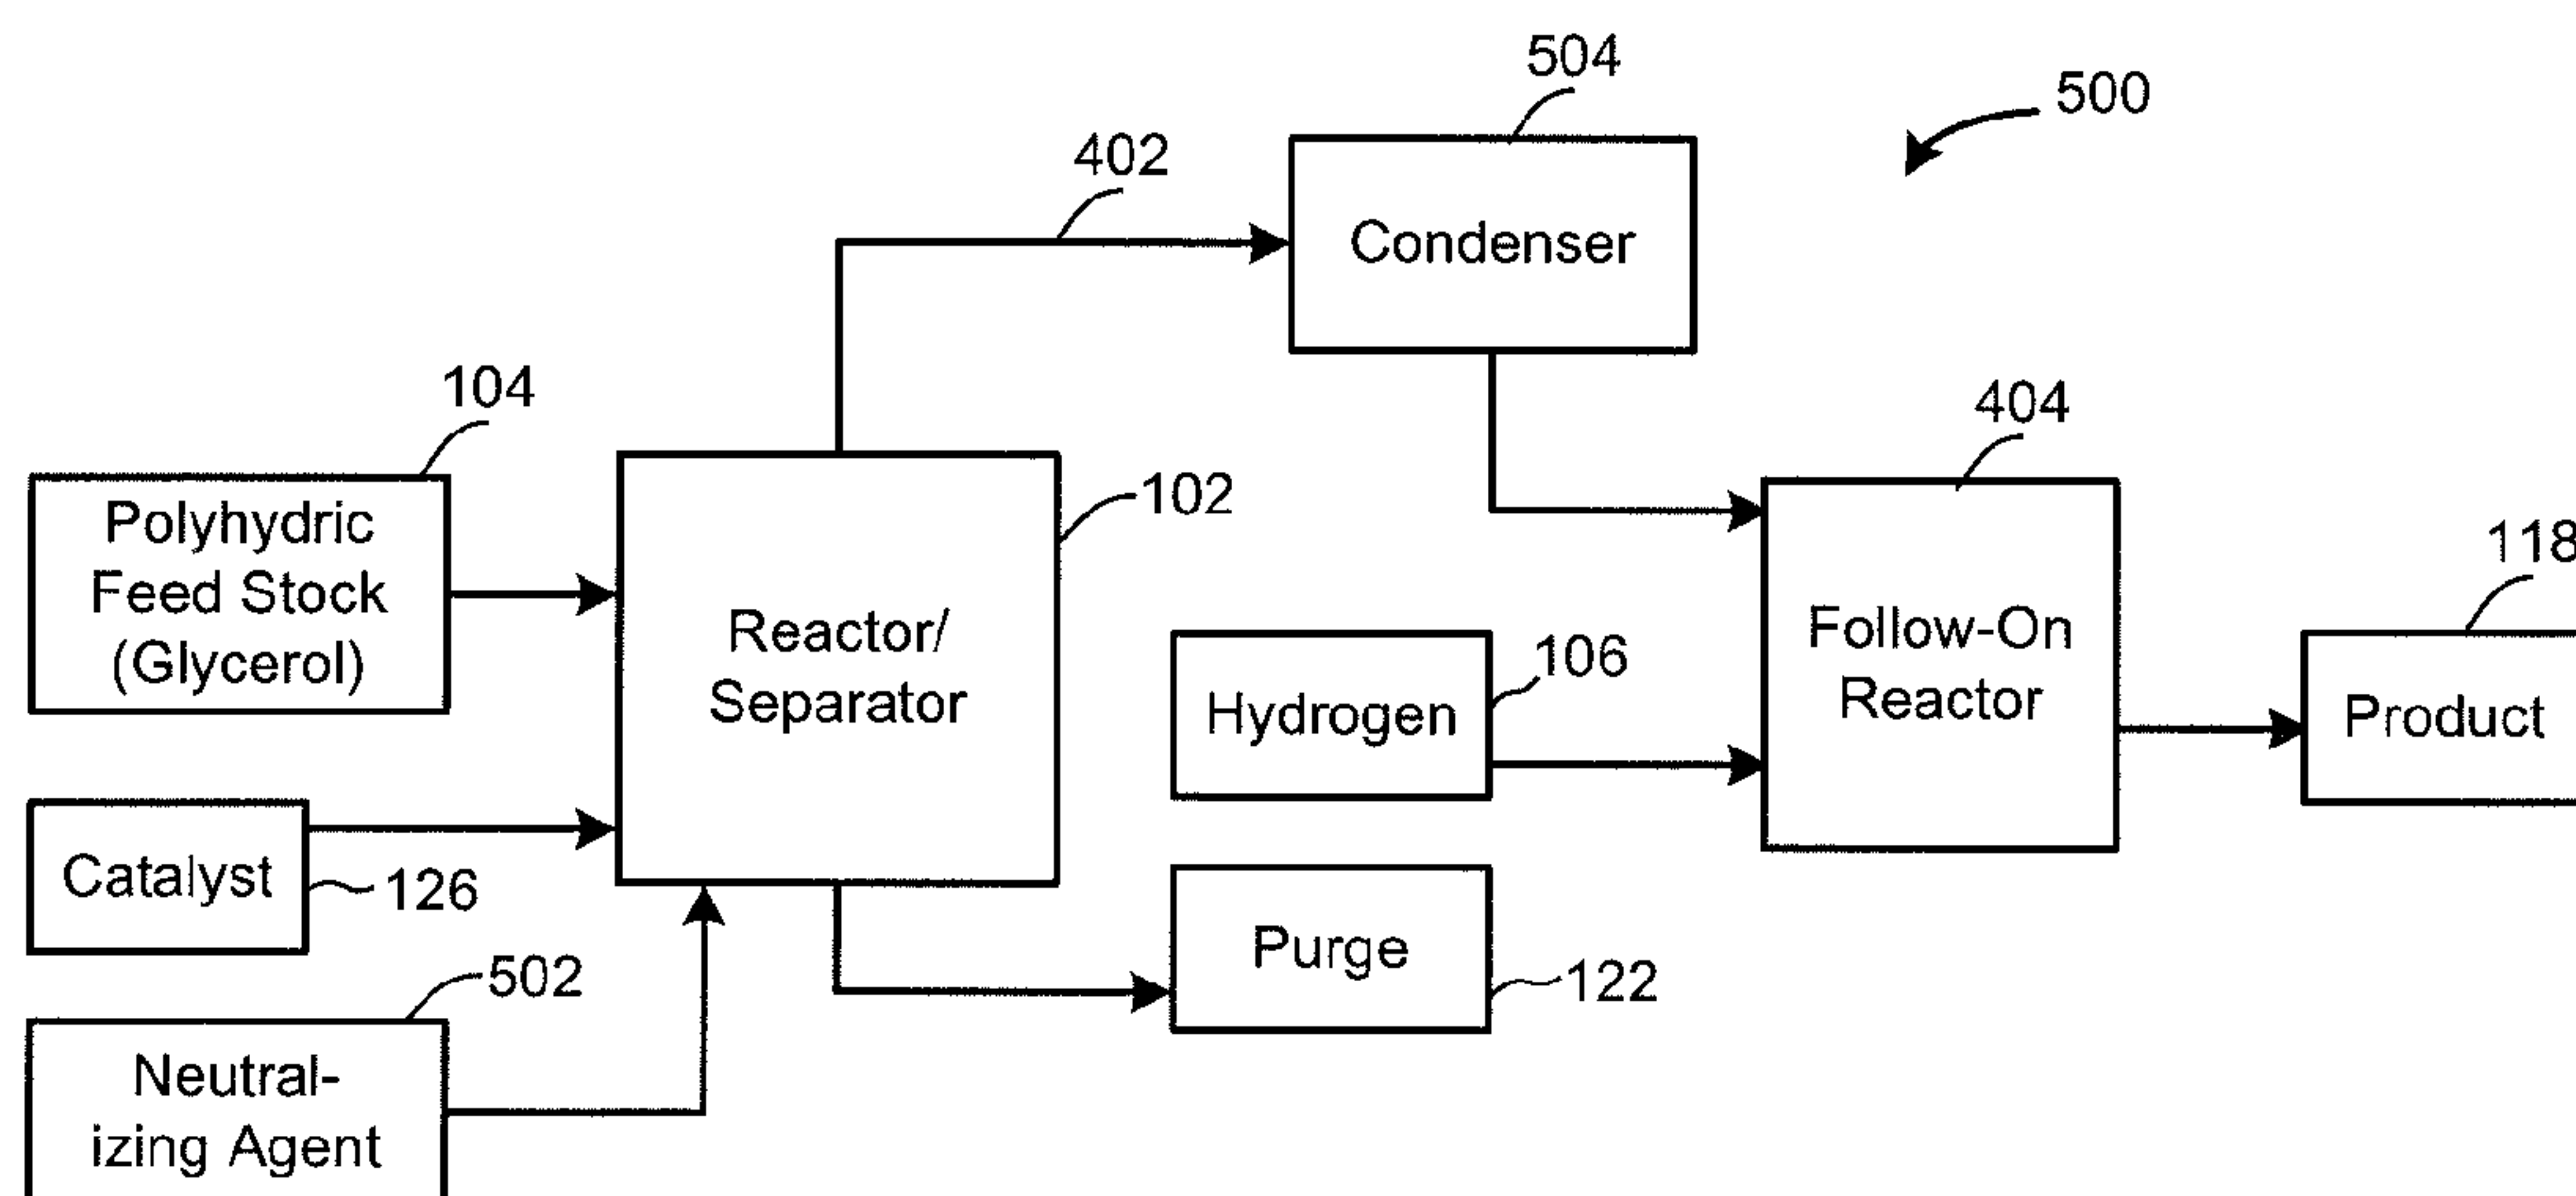 504
500
402
Condenser
104
404
Polyhydric
Feed Stock
(Glycerol)
102
118
Reactor/
Separator
Follow-On
Reactor
Hydrogen
106
Product
Catalyst
126
Purge
122
502
Neutral-
izing Agent